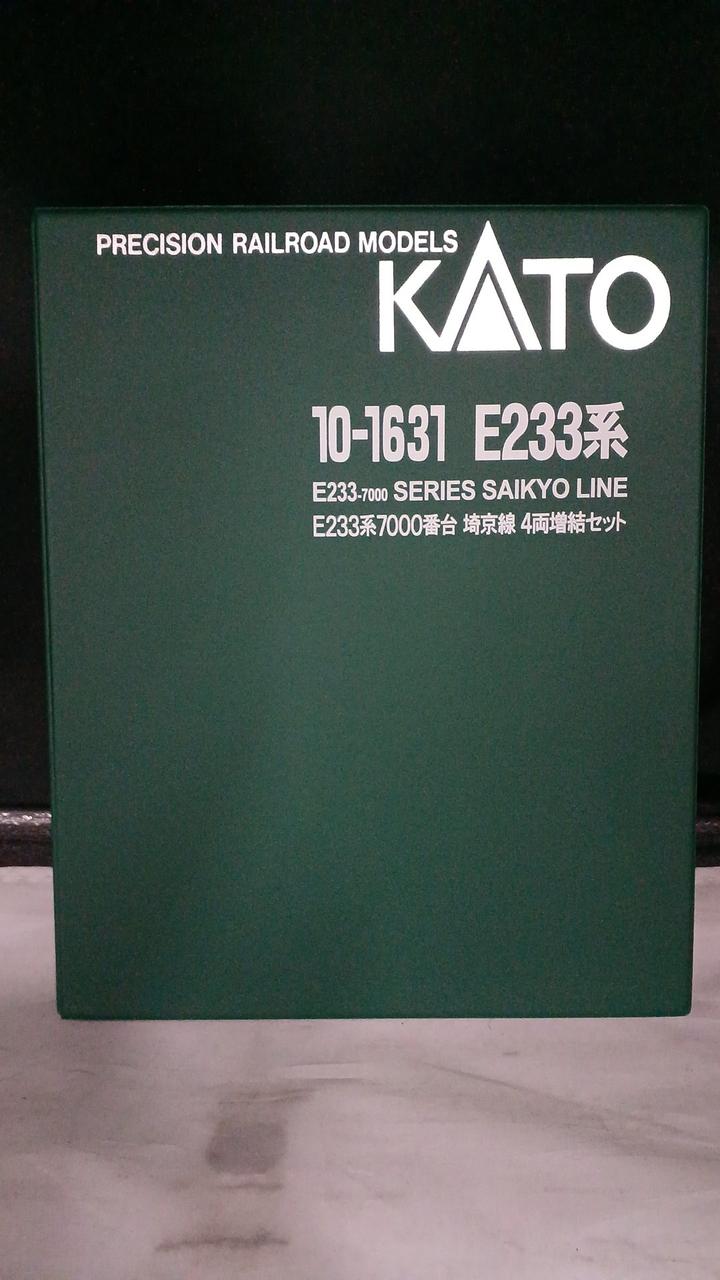 PRECISION RAILROAD MODELS
KATO
10-1631 E233系
E233-7000 SERIES SAIKYO LINE
E233系7000番台 埼京線 4両増結セット